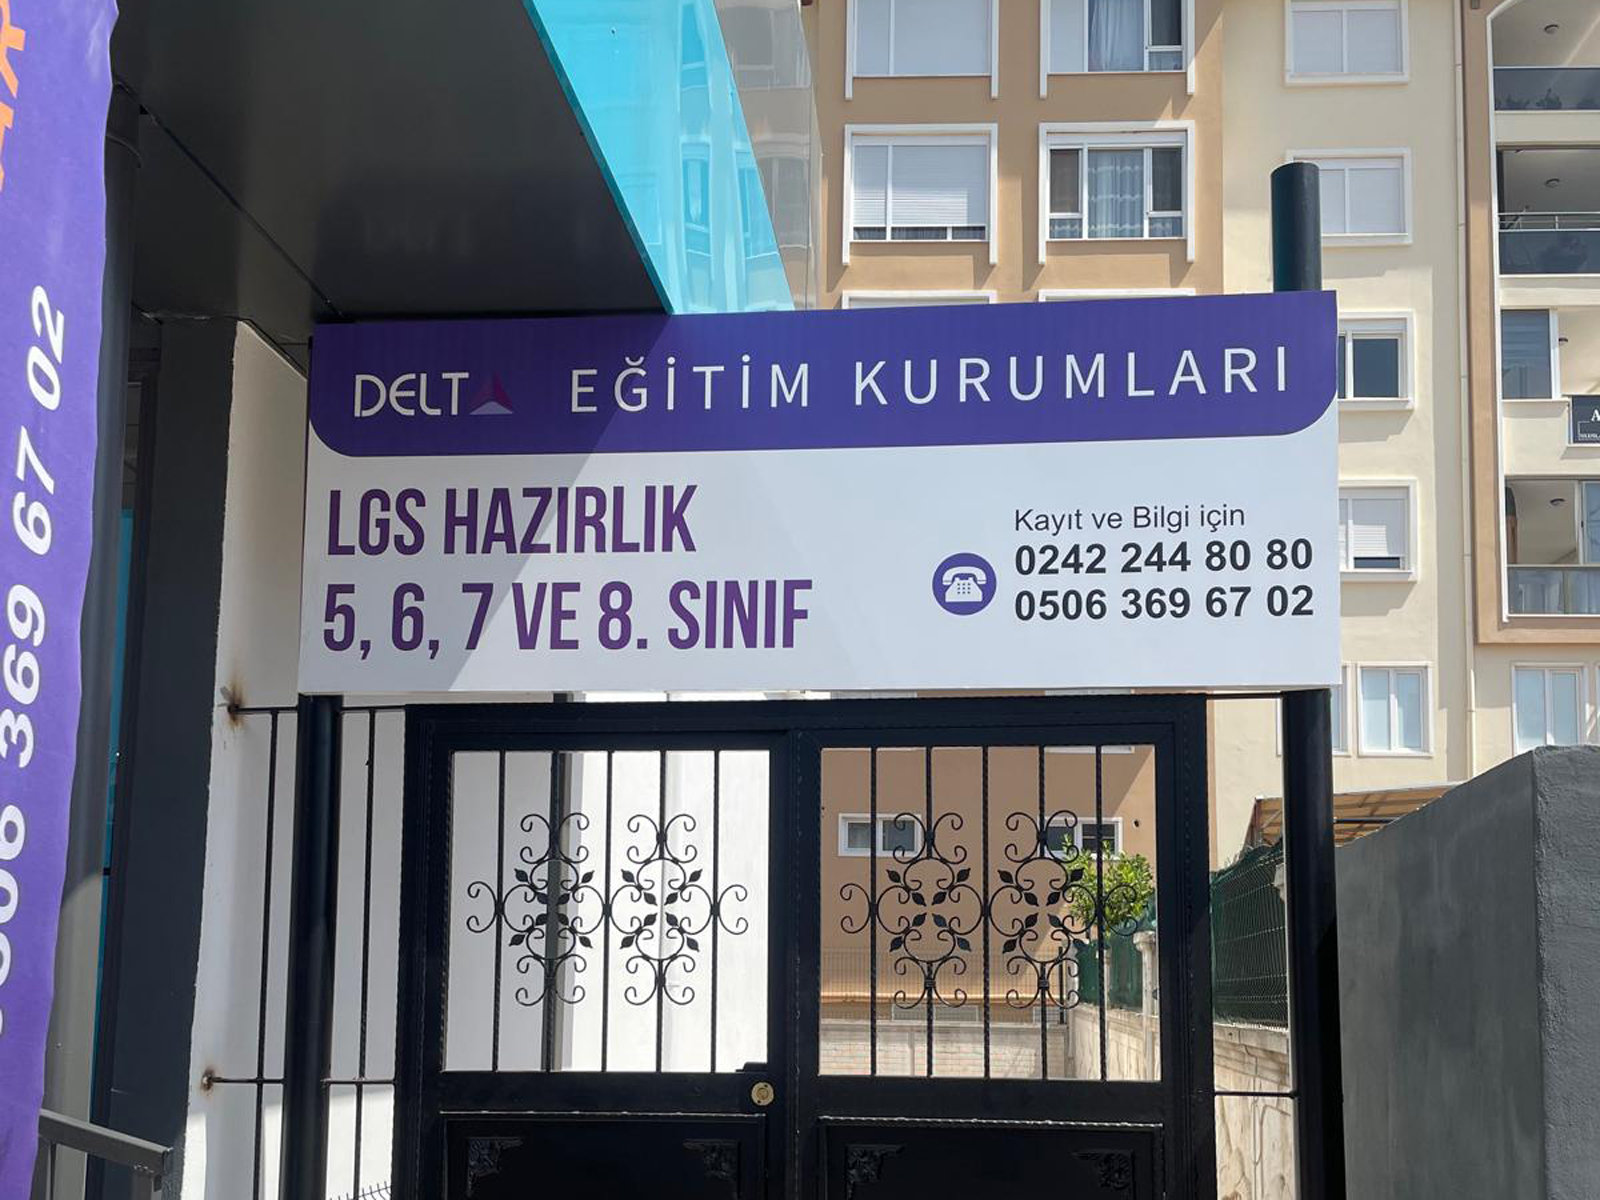 DELTA EĞİTİM KURUMLARI
LGS HAZIRLIK
5, 6, 7 VE 8. SINIF
Kayıt ve Bilgi için
0242 244 80 80
0506 369 67 02
0506 369 67 02